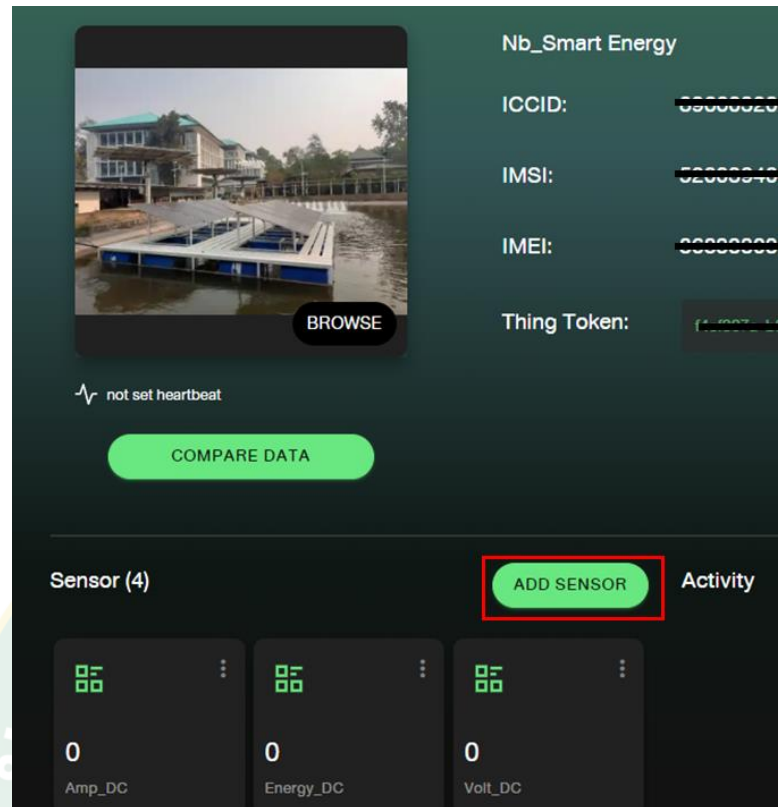 Nb_Smart Energy
ICCID:
IMSI:
IMEI:
BROWSE
Thing Token:
not set heartbeat
COMPARE DATA
Sensor (4)
ADD SENSOR
Activity
0
0
0
Amp_DC
Energy_DC
Volt_DC